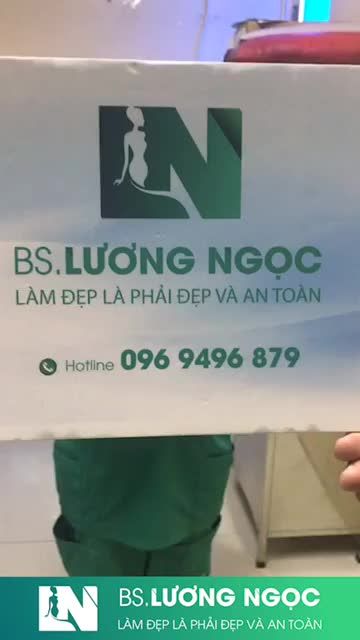 BS.LƯƠNG NGỌC
LÀM ĐẸP LÀ PHẢI ĐẸP VÀ AN TOÀN
Hotline 096 9496 879
BS.LƯƠNG NGỌC
LÀM ĐẸP LÀ PHẢI ĐẸP VÀ AN TOÀN